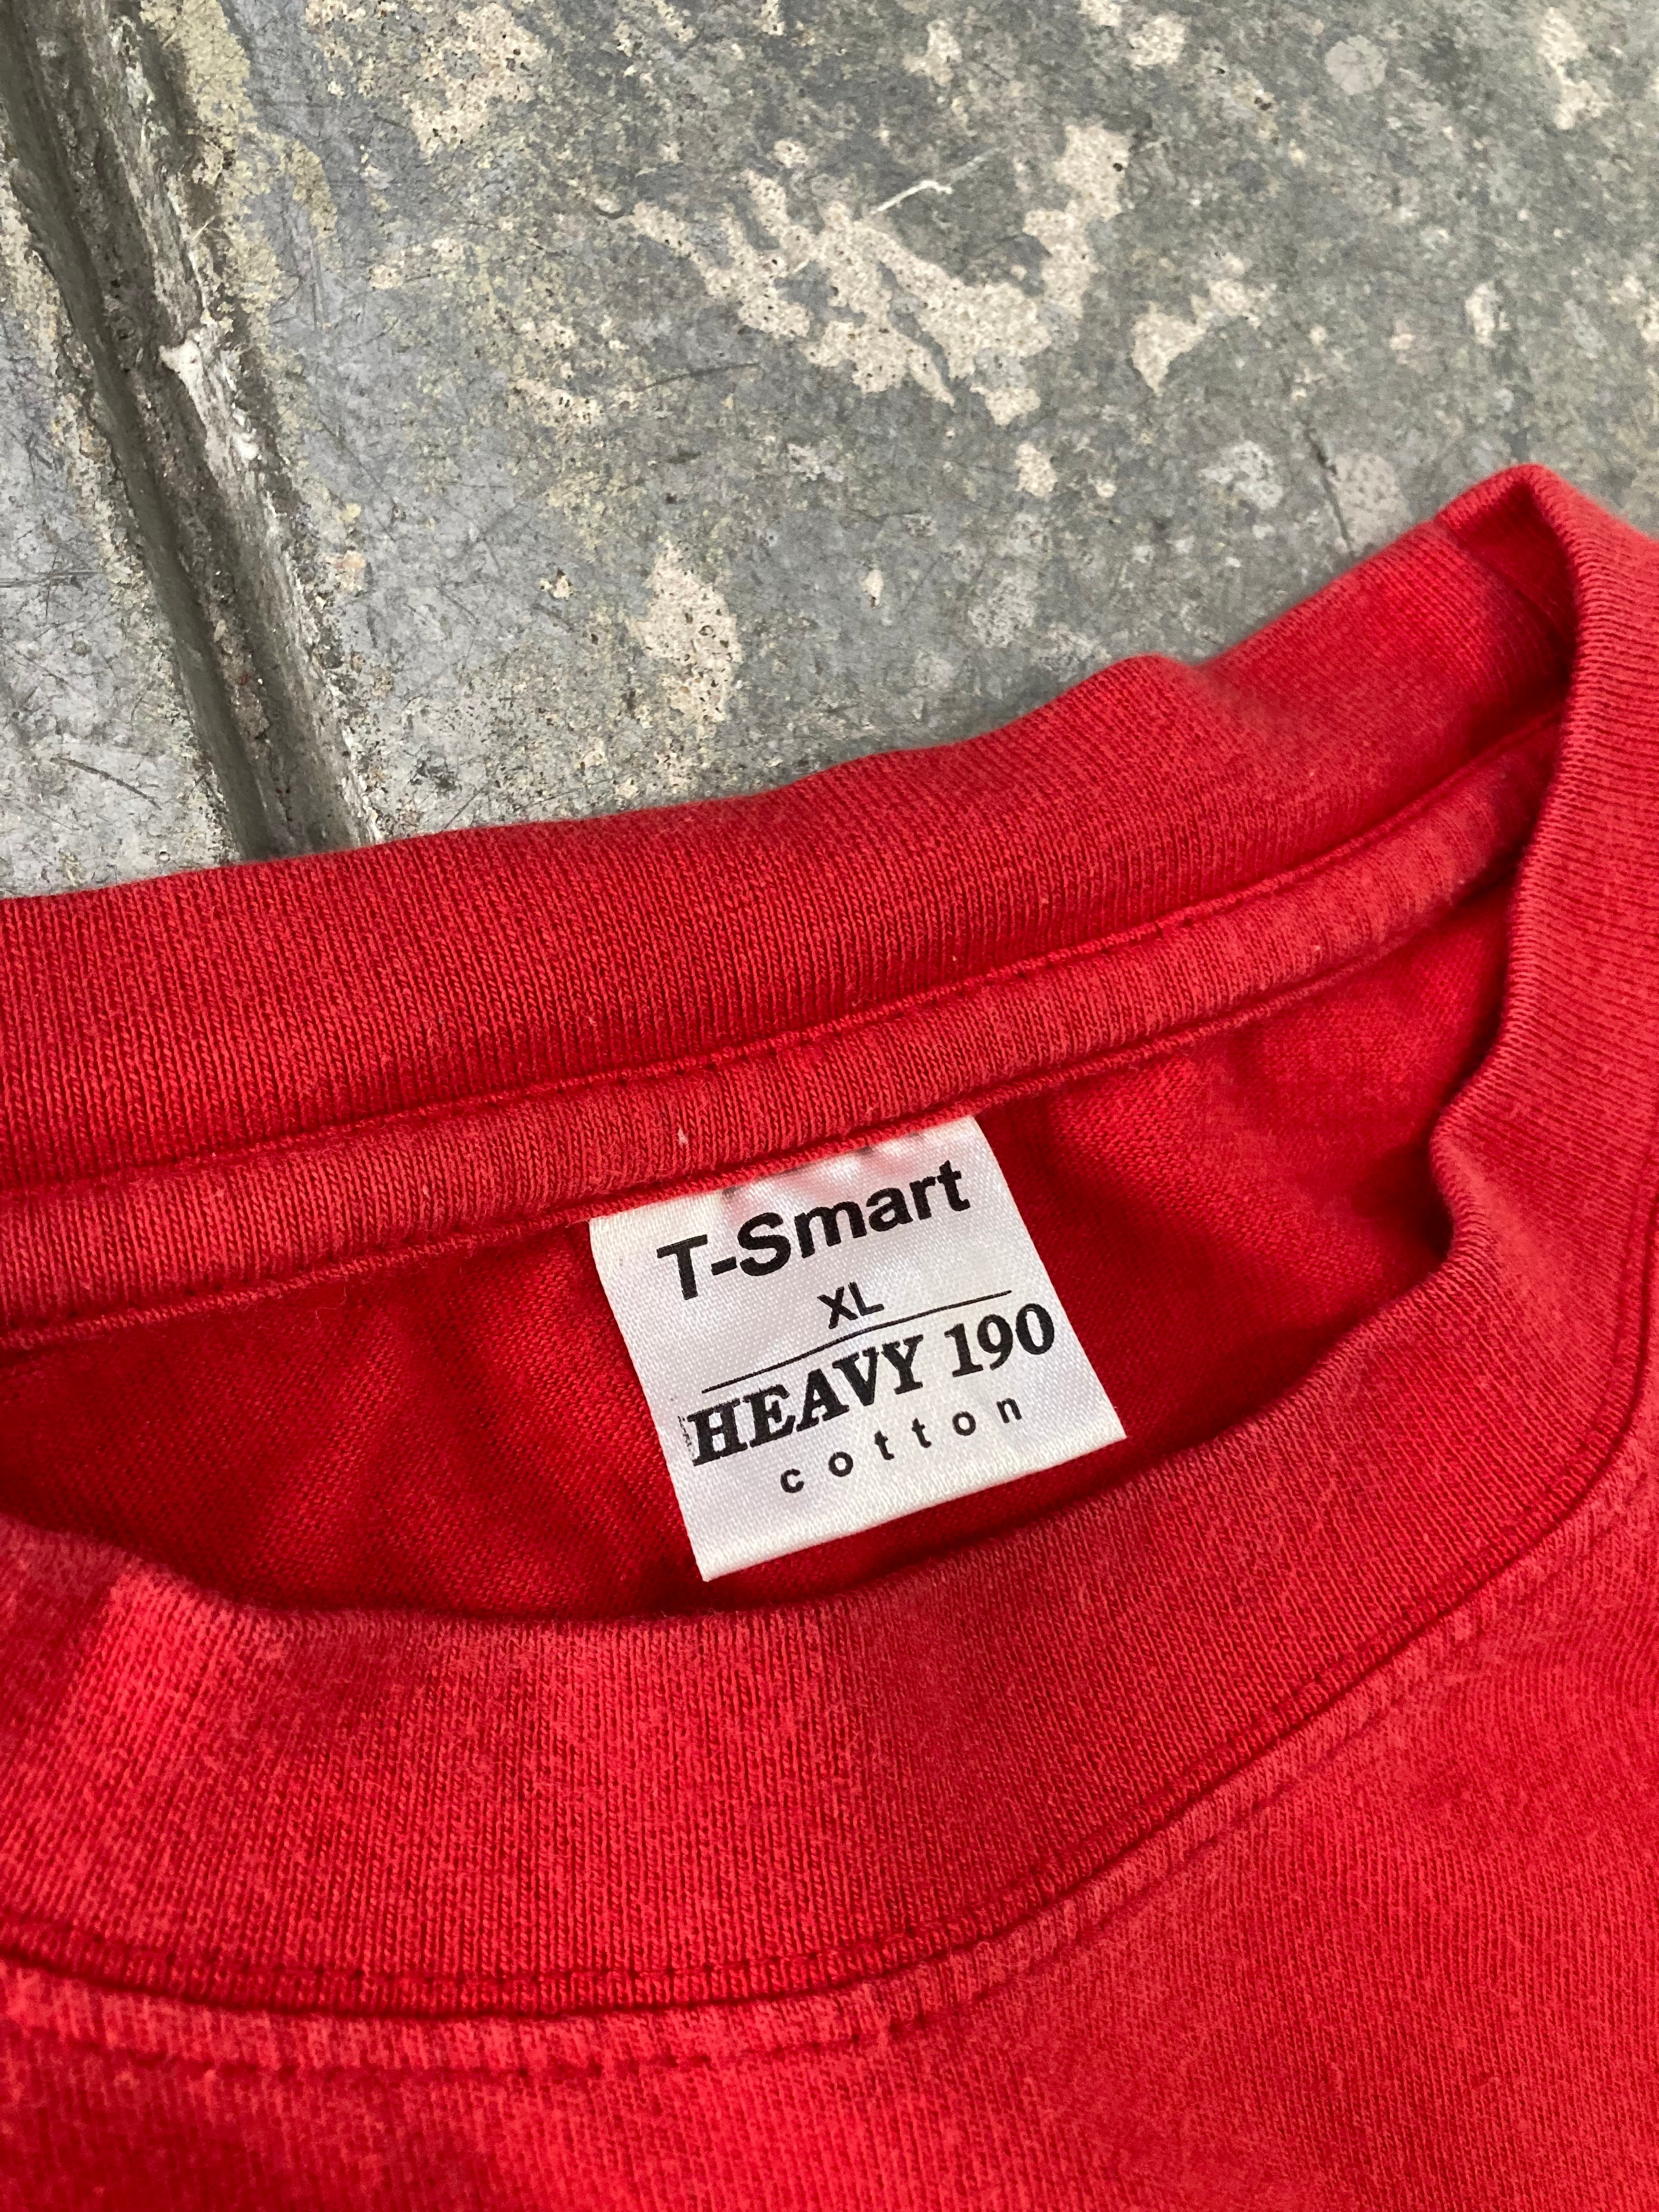 T-Smart
XL
HEAVY 190
cotton